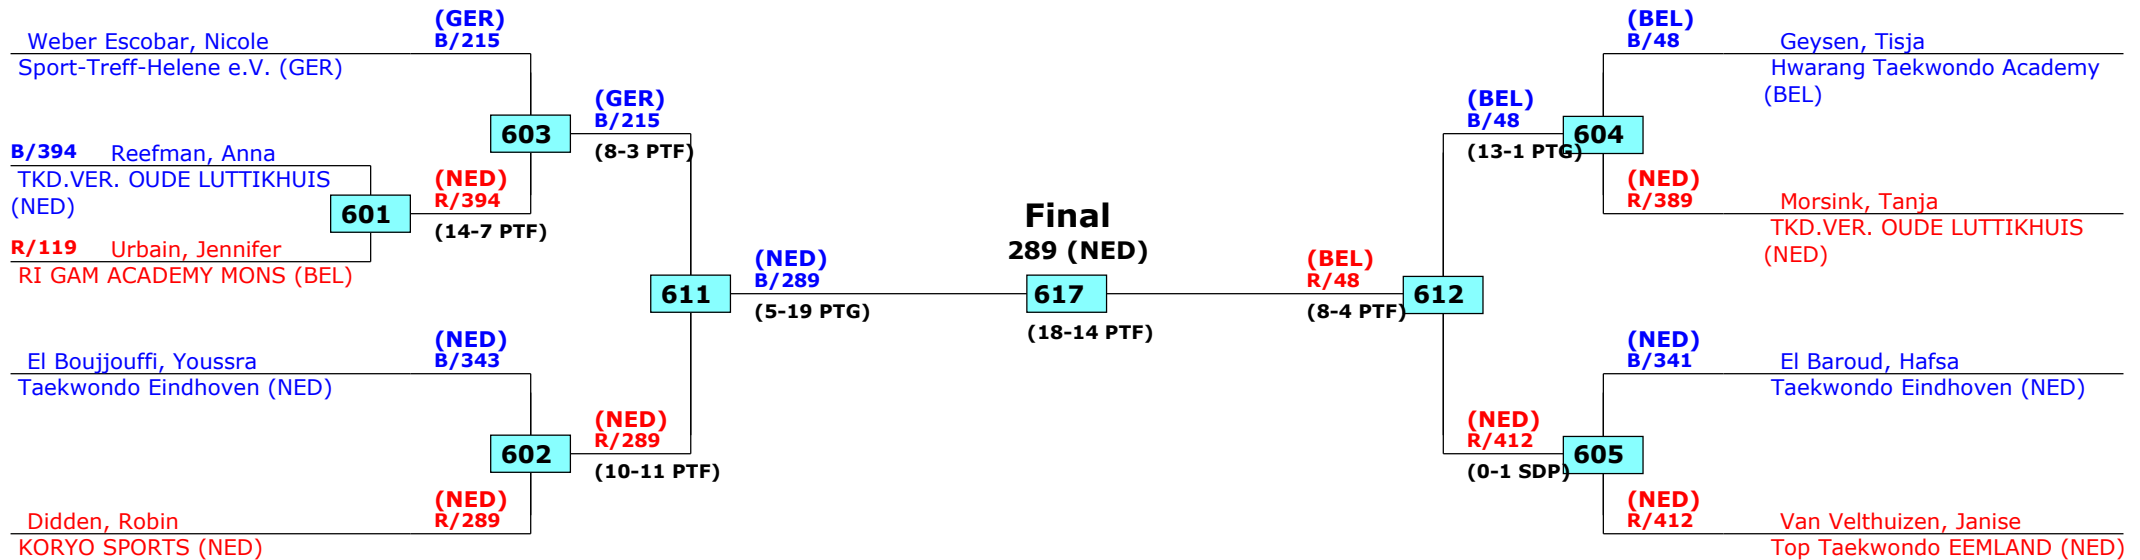 (GER)
Weber Escobar, Nicole B/215
Sport-Treff-Helene e.V. (GER)
603
(GER)
B/215
(8-3 PTF)
B/394 Reefman, Anna
TKD.VER. OUDE LUTTIKHUIS
(NED)
601
(NED)
R/394
(14-7 PTF)
R/119 Urbain, Jennifer
RI GAM ACADEMY MONS (BEL)
611
(NED)
B/289
(5-19 PTG)
(NED)
El Boujjouffi, Youssra B/343
Taekwondo Eindhoven (NED)
602
(NED)
R/289
(10-11 PTF)
(NED)
Didden, Robin R/289
KORYO SPORTS (NED)
Final
289 (NED)
617
(18-14 PTF)
(BEL)
B/48 Geysen, Tisja
Hwarang Taekwondo Academy
(BEL)
(BEL)
B/48
604
(13-1 PTG)
(NED)
R/389 Morsink, Tanja
TKD.VER. OUDE LUTTIKHUIS
(NED)
(BEL)
R/48
612
(8-4 PTF)
(NED)
B/341 El Baroud, Hafsa
Taekwondo Eindhoven (NED)
(NED)
R/412
605
(0-1 SDP)
(NED)
R/412 Van Velthuizen, Janise
Top Taekwondo EEMLAND (NED)